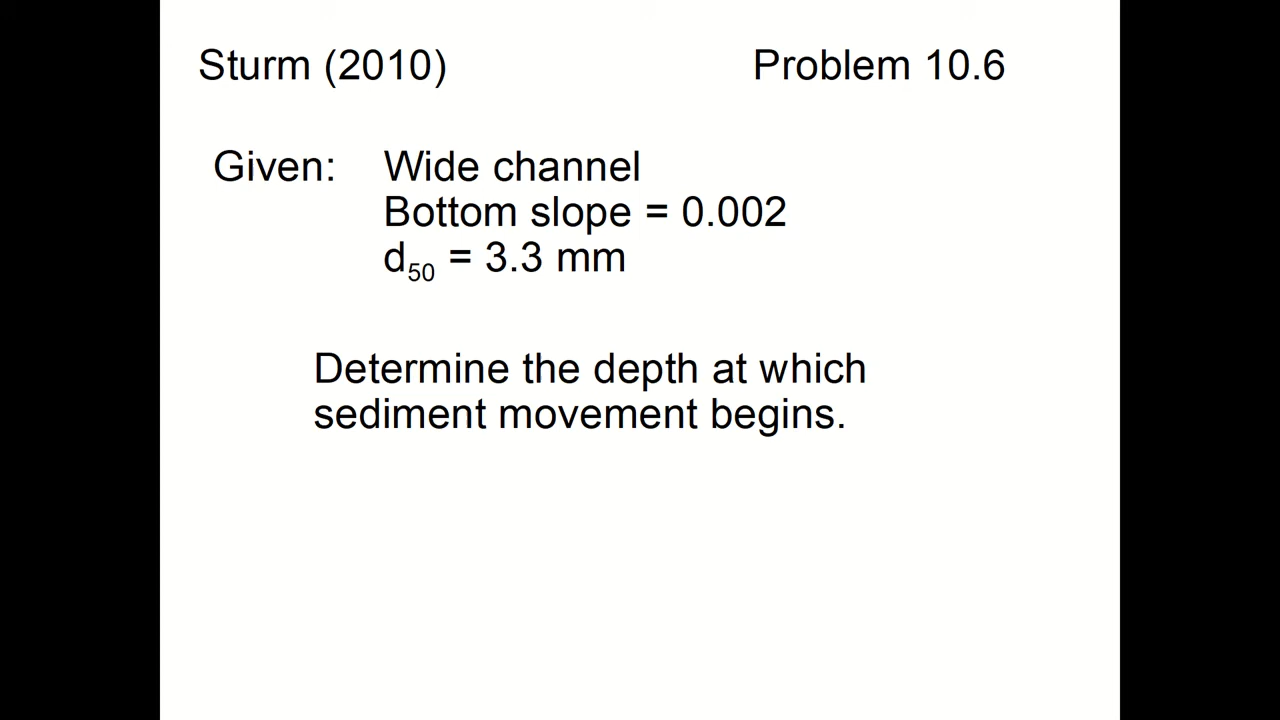 Sturm (2010) Problem 10.6
Given: Wide channel
Bottom slope = 0.002
d₅₀ = 3.3 mm
Determine the depth at which
sediment movement begins.